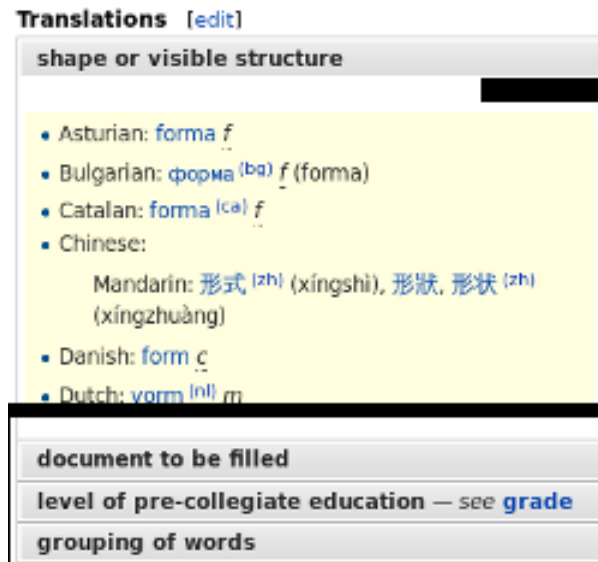 Translations [edit]
shape or visible structure
• Asturian: forma f
• Bulgarian: форма (bg) f (forma)
• Catalan: forma (ca) f
• Chinese:
Mandarin: 形式 (zh) (xíngshì), 形狀, 形状 (zh)
(xíngzhuàng)
• Danish: form c
• Dutch: vorm (nl) m
document to be filled
level of pre-collegiate education — see grade
grouping of words